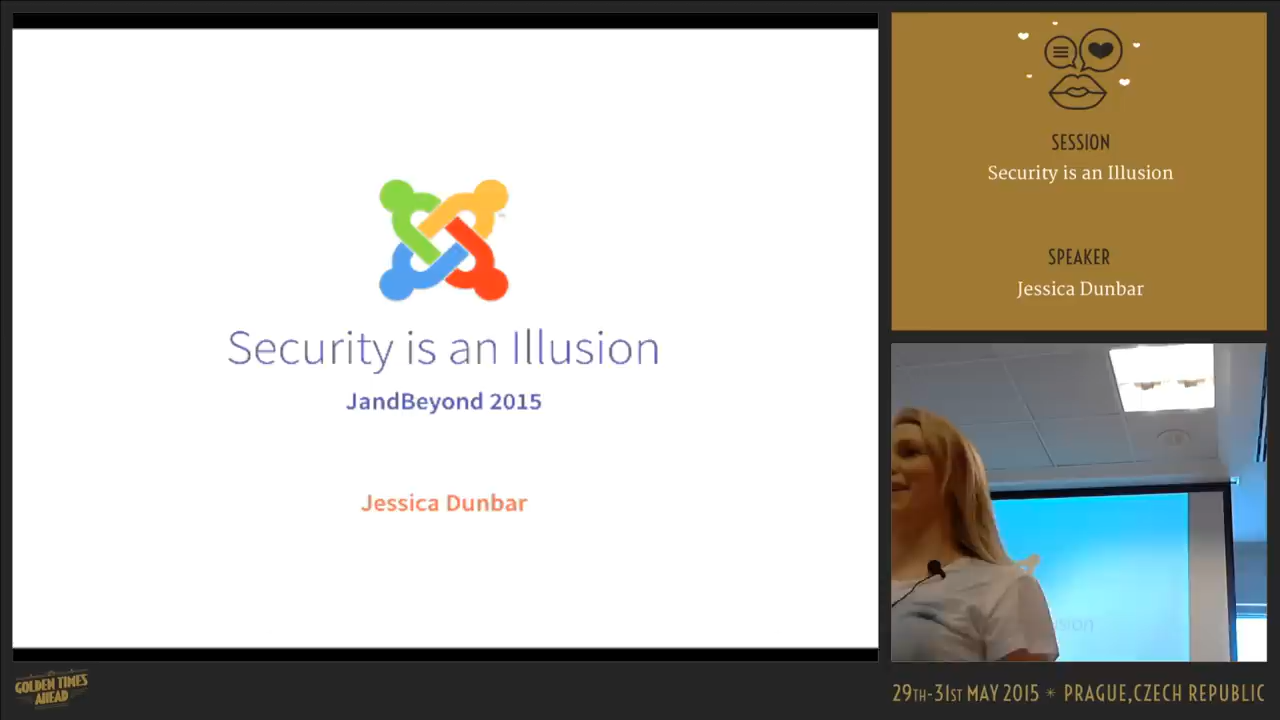 Security is an Illusion
JandBeyond 2015
Jessica Dunbar
SESSION
Security is an Illusion
SPEAKER
Jessica Dunbar
GOLDEN TIMES
AHEAD
29TH-31ST MAY 2015 * PRAGUE,CZECH REPUBLIC